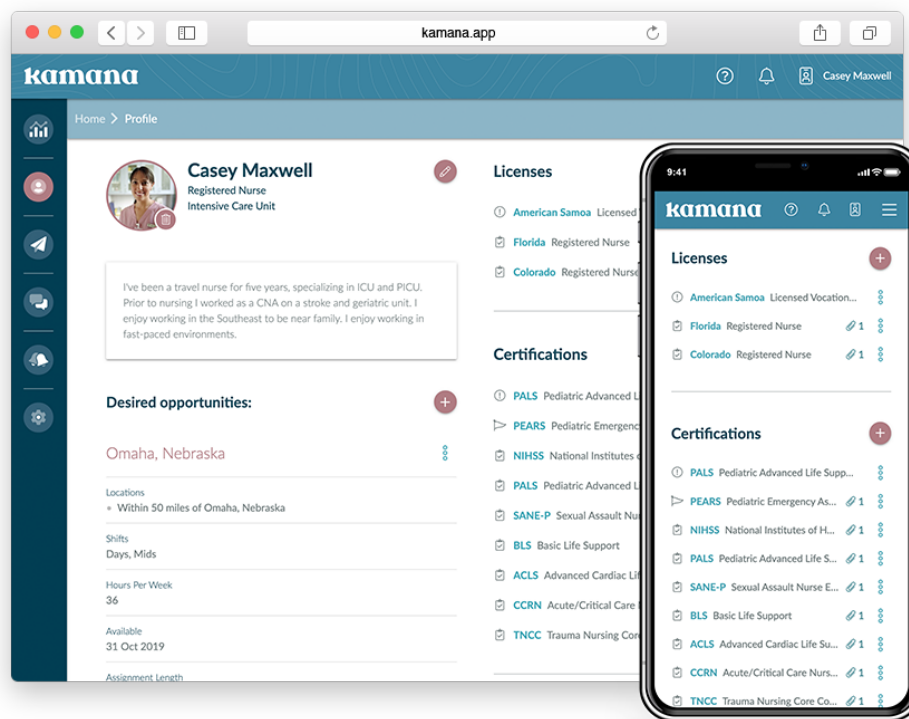 kamana.app
kamana
Casey Maxwell
Home > Profile
Casey Maxwell
Registered Nurse
Intensive Care Unit
I've been a travel nurse for five years, specializing in ICU and PICU.
Prior to nursing I worked as a CNA on a stroke and geriatric unit. I
enjoy working in the Southeast to be near family. I enjoy working in
fast-paced environments.
Desired opportunities:
Omaha, Nebraska
Locations
Within 50 miles of Omaha, Nebraska
Shifts
Days, Mids
Hours Per Week
36
Available
31 Oct 2019
Assignment Length
Licenses
American Samoa Licensed
Florida Registered Nurse
Colorado Registered Nurse
Certifications
PALS Pediatric Advanced L
PEARS Pediatric Emergenc
NIHSS National Institutes
PALS Pediatric Advanced L
SANE-P Sexual Assault Nu
BLS Basic Life Support
ACLS Advanced Cardiac Lif
CCRN Acute/Critical Care
TNCC Trauma Nursing Cor
9:41
kamana
Licenses
American Samoa Licensed Vocation...
Florida Registered Nurse 1
Colorado Registered Nurse 1
Certifications
PALS Pediatric Advanced Life Supp...
PEARS Pediatric Emergency As... 1
NIHSS National Institutes of H... 1
PALS Pediatric Advanced Life S... 1
SANE-P Sexual Assault Nurse E... 1
BLS Basic Life Support 1
ACLS Advanced Cardiac Life Su... 1
CCRN Acute/Critical Care Nurs... 1
TNCC Trauma Nursing Core Co... 1